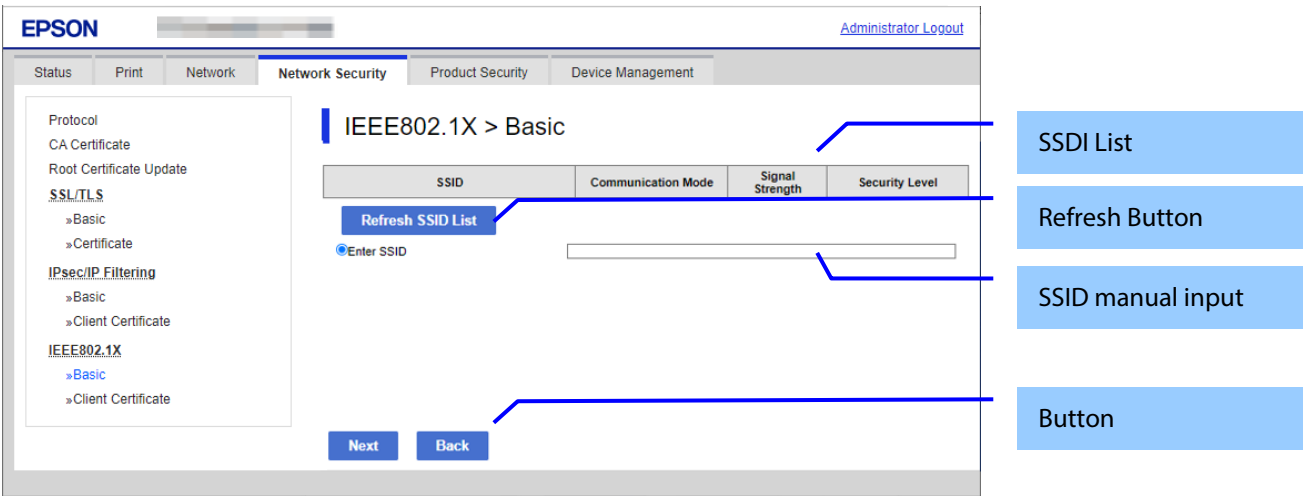 EPSON
Administrator Logout
Status Print Network Network Security Product Security Device Management
Protocol
CA Certificate
Root Certificate Update
SSL/TLS
»Basic
»Certificate
IPsec/IP Filtering
»Basic
»Client Certificate
IEEE802.1X
»Basic
»Client Certificate
IEEE802.1X > Basic
SSID Communication Mode Signal Strength Security Level
Refresh SSID List
Enter SSID
Next Back
SSDI List
Refresh Button
SSID manual input
Button